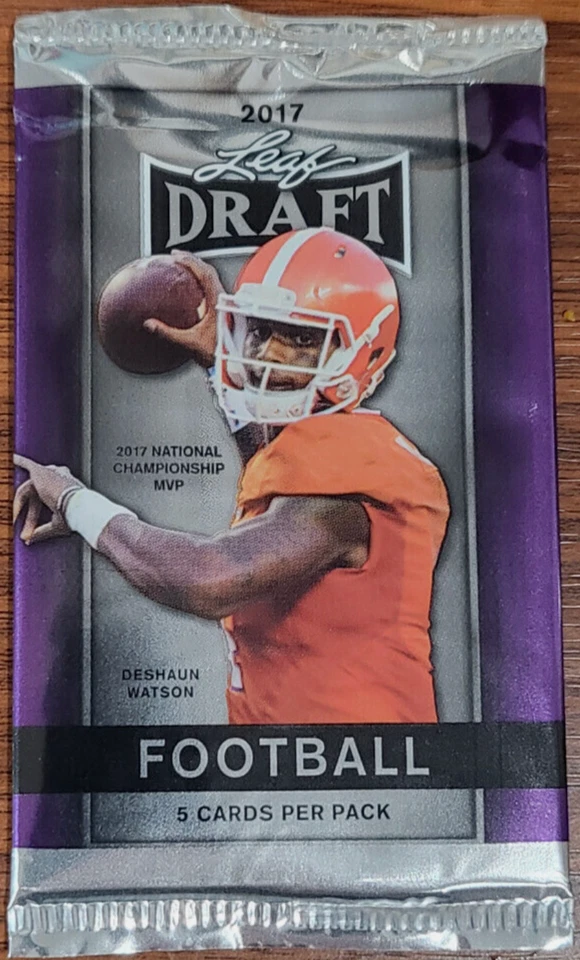 2017
Leaf
DRAFT
2017 NATIONAL
CHAMPIONSHIP
MVP
DESHAUN
WATSON
FOOTBALL
5 CARDS PER PACK